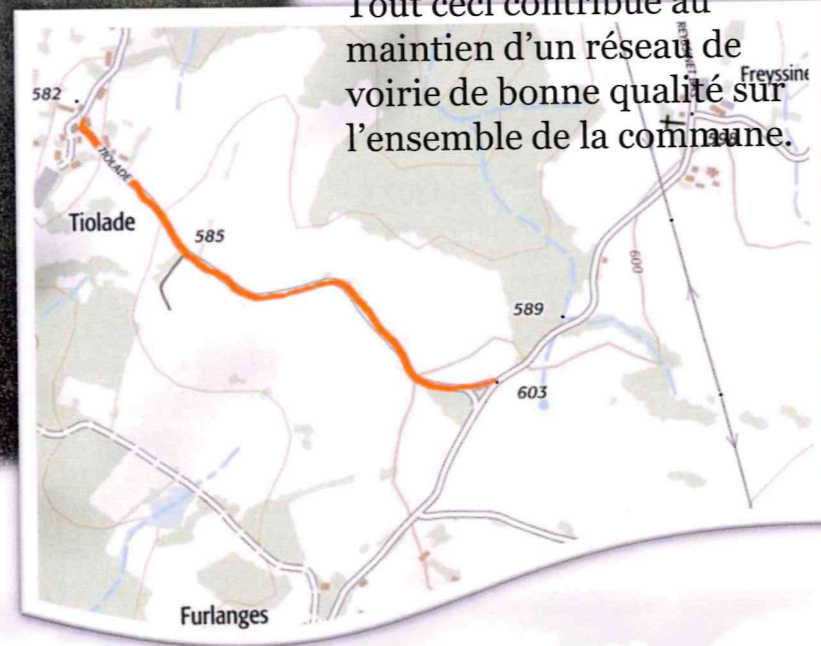 Tout ceci contribue au
maintien d’un réseau de
voirie de bonne qualité sur
l’ensemble de la commune.
582
TIOLADE
Tiolade
585
589
603
600
Furlanges